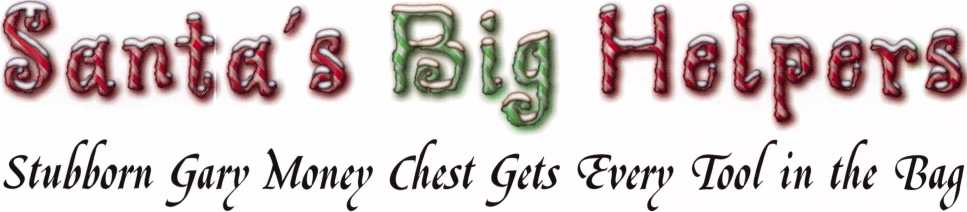 Santa's Big Helpers
Stubborn Gary Money Chest Gets Every Tool in the Bag